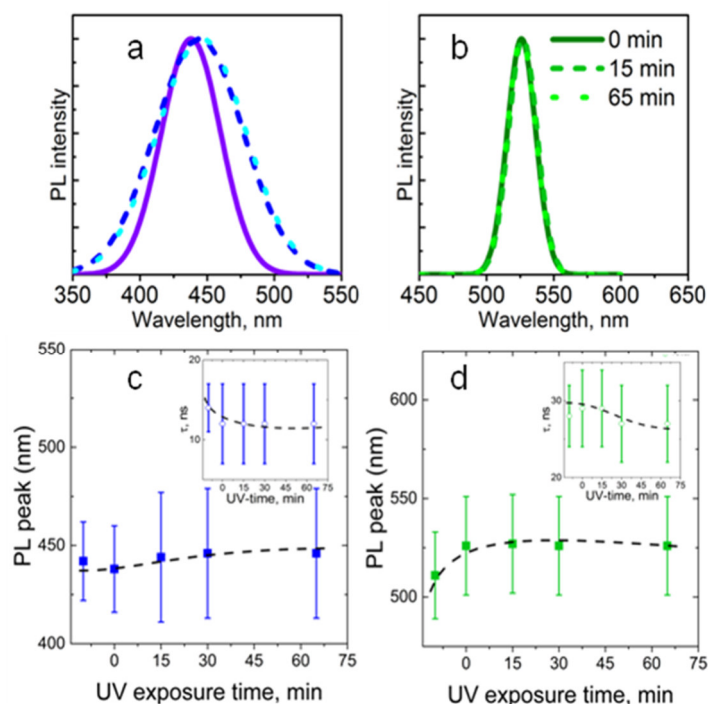 a
PL intensity
350 400 450 500 550
Wavelength, nm
b
0 min
15 min
65 min
PL intensity
450 500 550 600 650
Wavelength, nm
c
550
500
450
400
PL peak (nm)
0 15 30 45 60 75
UV exposure time, min
20
10
τ, ns
0 15 30 45 60 75
UV-time, min
d
600
550
500
PL peak (nm)
0 15 30 45 60 75
UV exposure time, min
30
20
τ, ns
0 15 30 45 60 75
UV-time, min